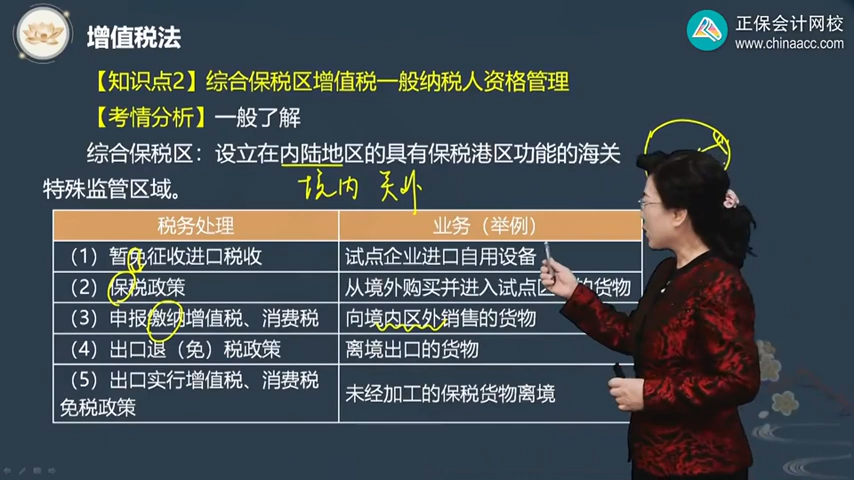 增值税法
正保会计网校
www.chinaacc.com
【知识点2】综合保税区增值税一般纳税人资格管理
【考情分析】一般了解
综合保税区：设立在内陆地区的具有保税港区功能的海关
特殊监管区域。
境内 关外
税务处理
业务（举例）
（1）暂免征收进口税收
试点企业进口自用设备
（2）保税政策
从境外购买并进入试点区的货物
（3）申报缴纳增值税、消费税
向境内区外销售的货物
（4）出口退（免）税政策
离境出口的货物
（5）出口实行增值税、消费税
免税政策
未经加工的保税货物离境